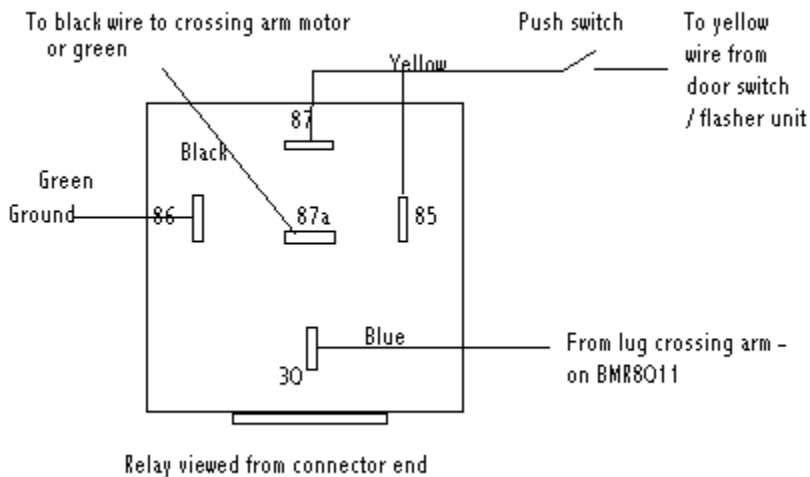 To black wire to crossing arm motor
or green
Push switch
To yellow
wire from
door switch
/ flasher unit
Yellow
87
Black
Green
Ground
86
87a
85
Blue
30
From lug crossing arm -
on BMR8Q11
Relay viewed from connector end